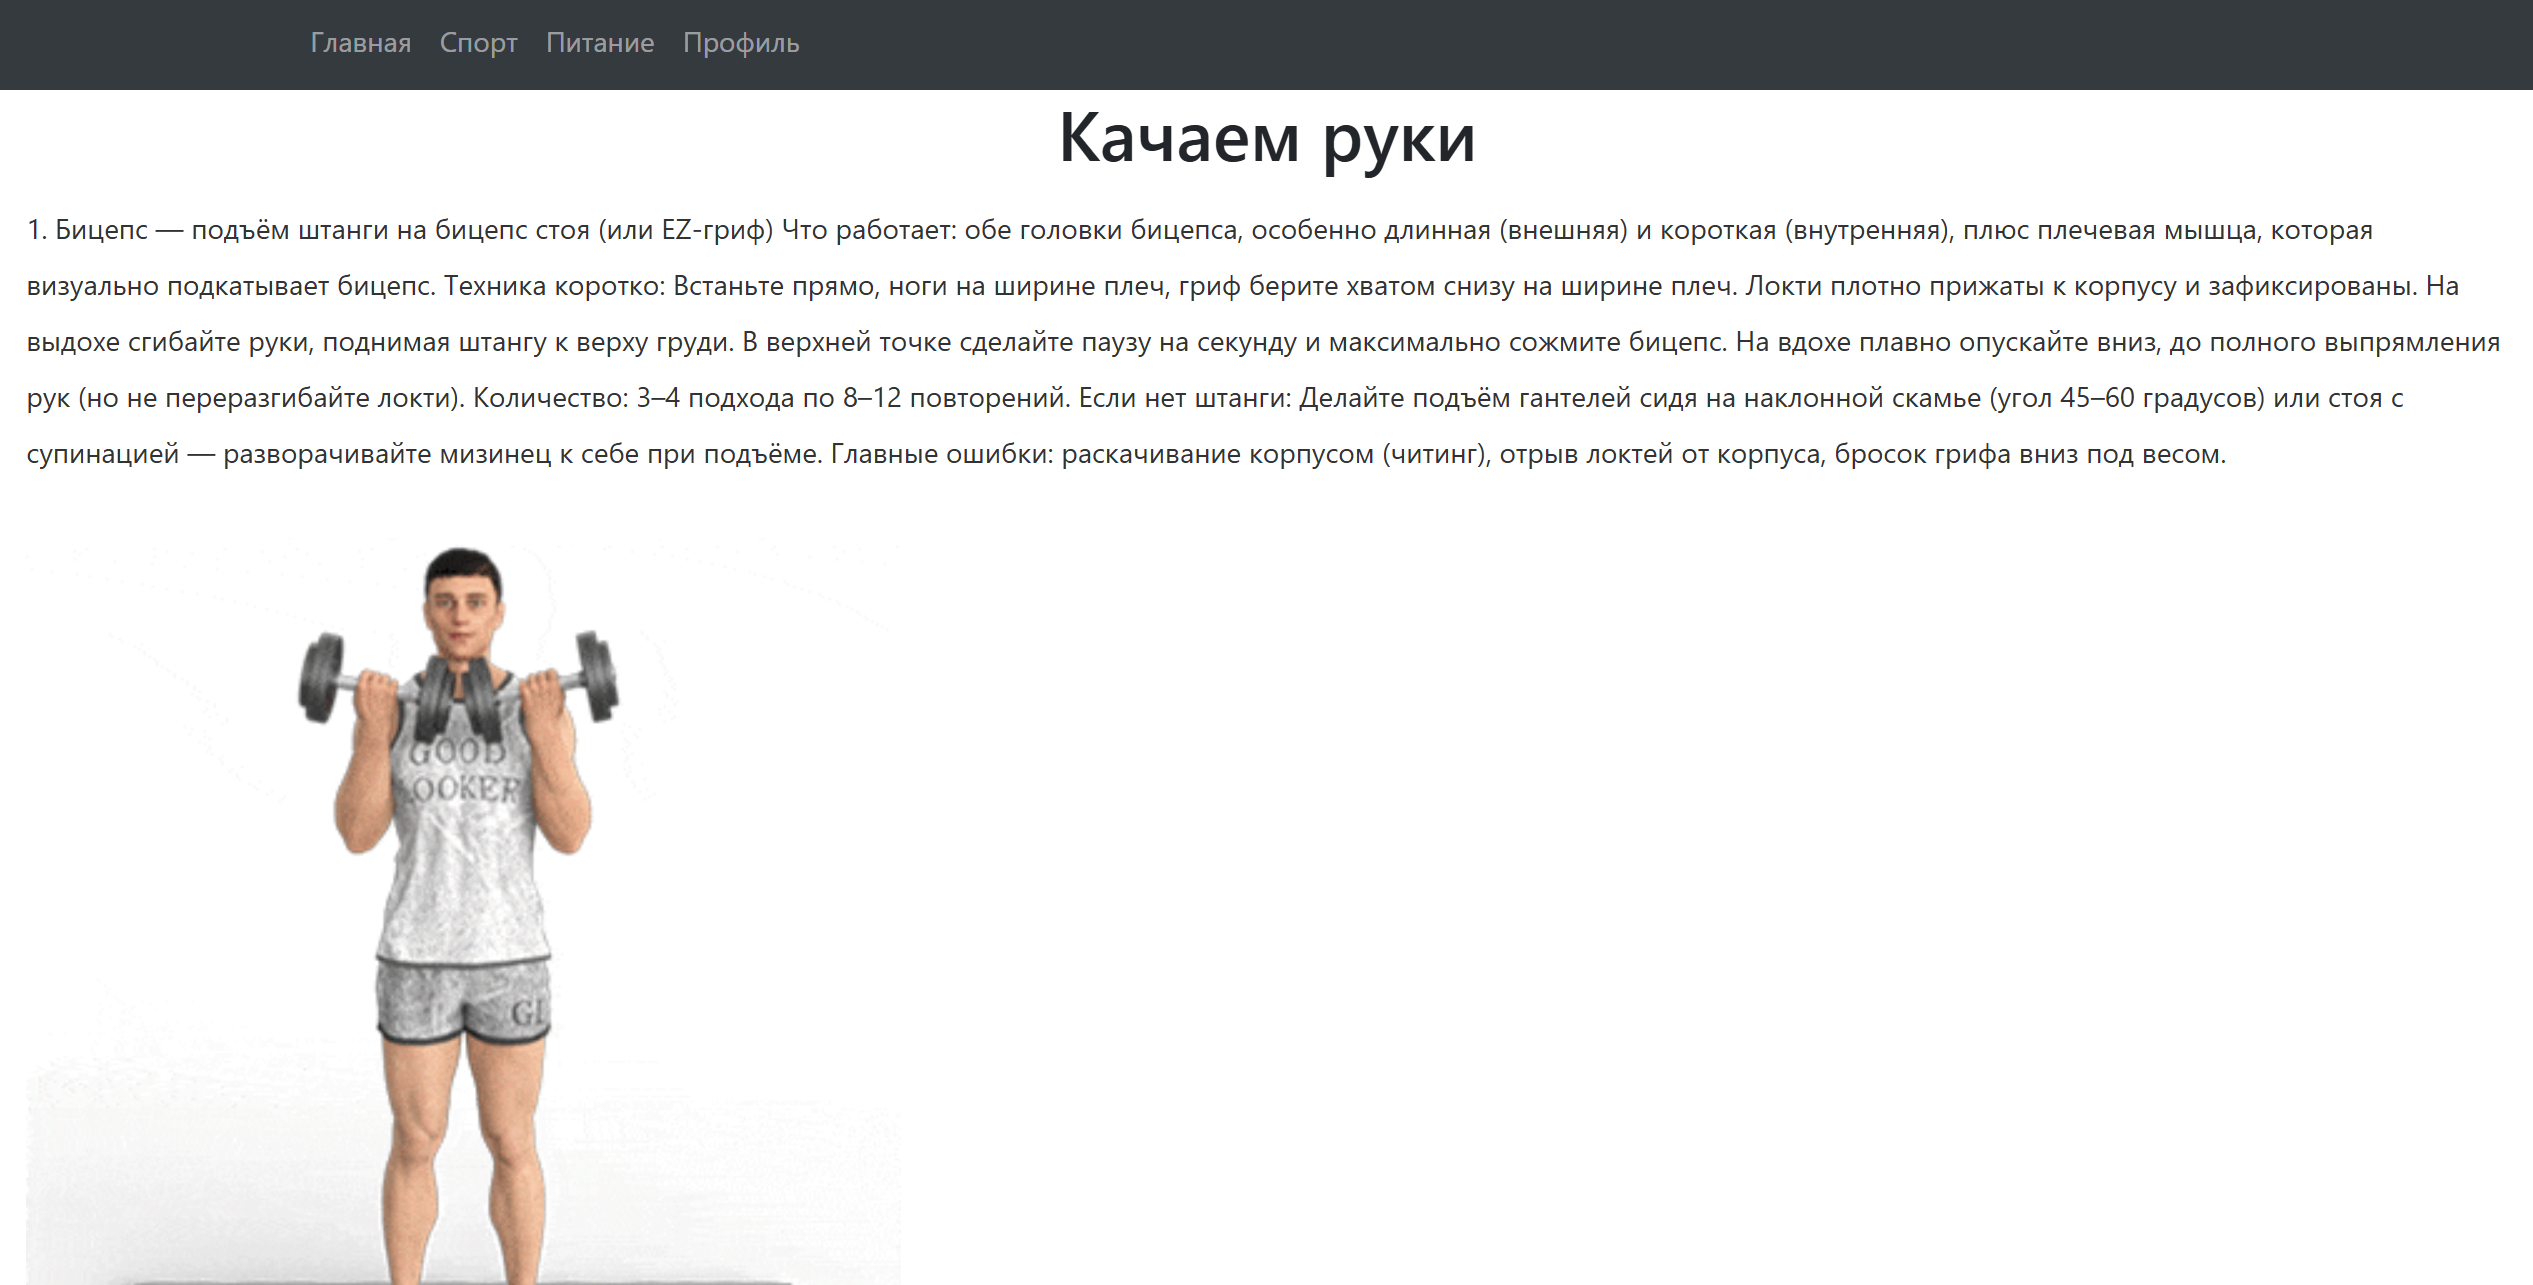 Главная Спорт Питание Профиль
Качаем руки
1. Бицепс — подъём штанги на бицепс стоя (или EZ-гриф) Что работает: обе головки бицепса, особенно длинная (внешняя) и короткая (внутренняя), плюс плечевая мышца, которая
визуально подкатывает бицепс. Техника коротко: Встаньте прямо, ноги на ширине плеч, гриф берите хватом снизу на ширине плеч. Локти плотно прижаты к корпусу и зафиксированы. На
выдохе сгибайте руки, поднимая штангу к верху груди. В верхней точке сделайте паузу на секунду и максимально сожмите бицепс. На вдохе плавно опускайте вниз, до полного выпрямления
рук (но не переразгибайте локти). Количество: 3–4 подхода по 8–12 повторений. Если нет штанги: Делайте подъём гантелей сидя на наклонной скамье (угол 45–60 градусов) или стоя с
супинацией — разворачивайте мизинец к себе при подъёме. Главные ошибки: раскачивание корпусом (читинг), отрыв локтей от корпуса, бросок грифа вниз под весом.
GOOD
LOOKER